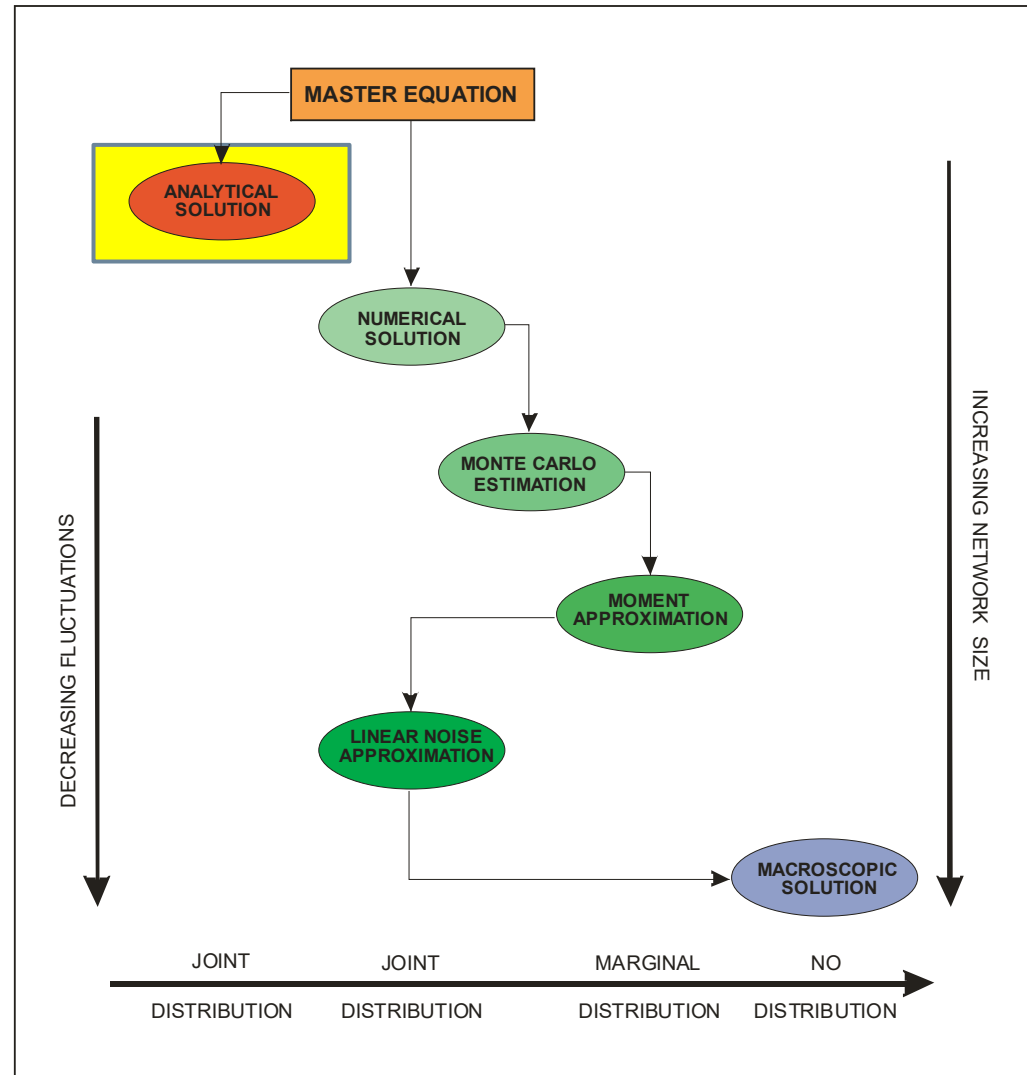 MASTER EQUATION
ANALYTICAL
SOLUTION
NUMERICAL
SOLUTION
MONTE CARLO
ESTIMATION
MOMENT
APPROXIMATION
LINEAR NOISE
APPROXIMATION
MACROSCOPIC
SOLUTION
DECREASING FLUCTUATIONS
INCREASING NETWORK SIZE
JOINT JOINT MARGINAL NO
DISTRIBUTION DISTRIBUTION DISTRIBUTION DISTRIBUTION